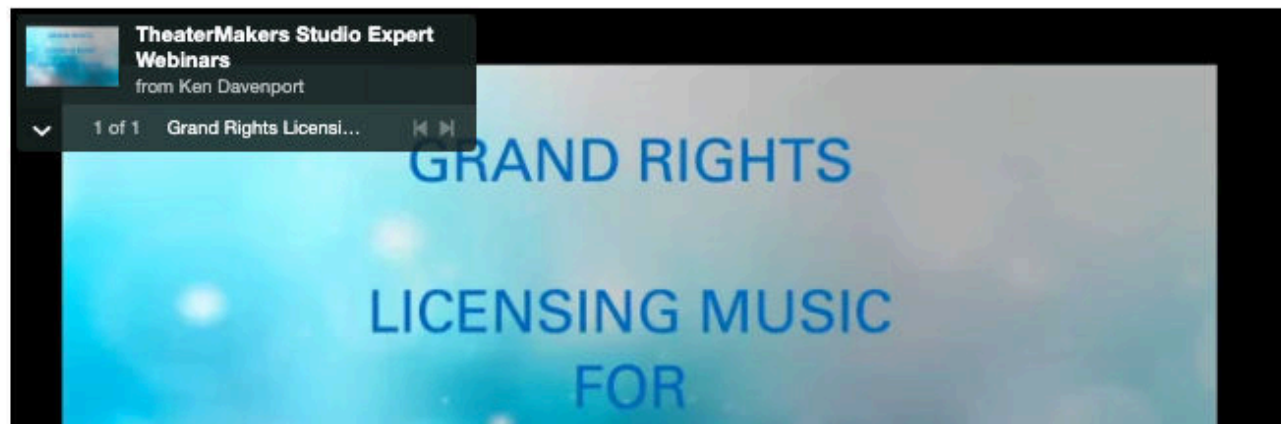 TheaterMakers Studio Expert
Webinars
from Ken Davenport
1 of 1 Grand Rights Licensi...
GRAND RIGHTS
LICENSING MUSIC
FOR